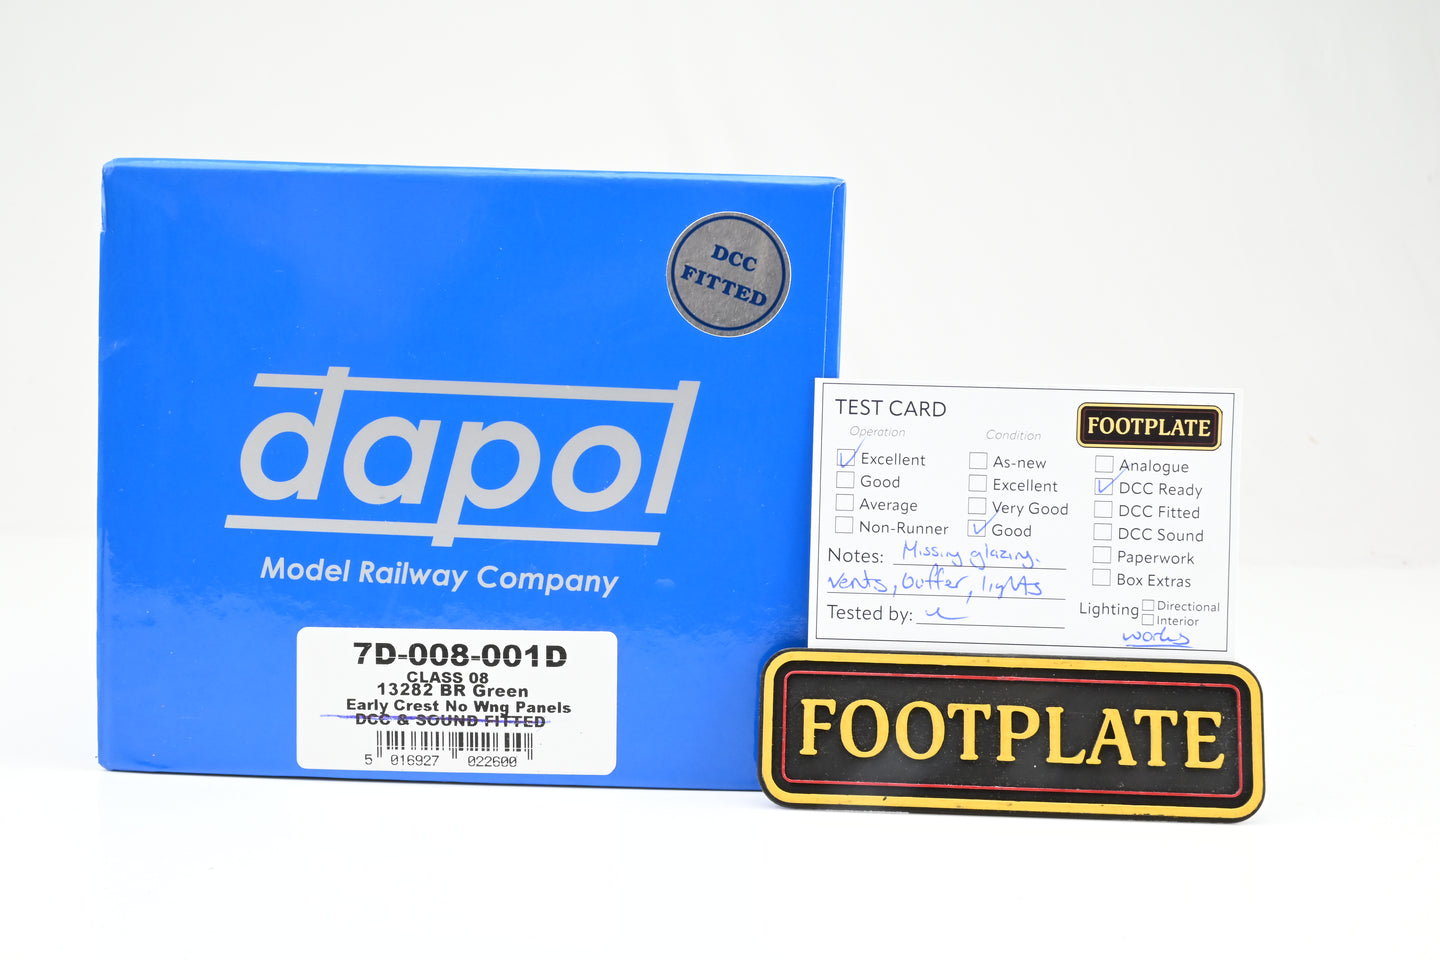 DCC
FITTED
dapol
Model Railway Company
7D-008-001D
CLASS 08
13282 BR Green
Early Crest No Wng Panels
DCC & SOUND FITTED
5 016927 022600
TEST CARD
FOOTPLATE
Operation
Excellent
Good
Average
Non-Runner
Condition
As-new
Excellent
Very Good
Good
Analogue
DCC Ready
DCC Fitted
DCC Sound
Paperwork
Box Extras
Notes: Missing glazing.
vents, buffer, lights
Tested by:
Lighting
Directional
Interior
works
FOOTPLATE